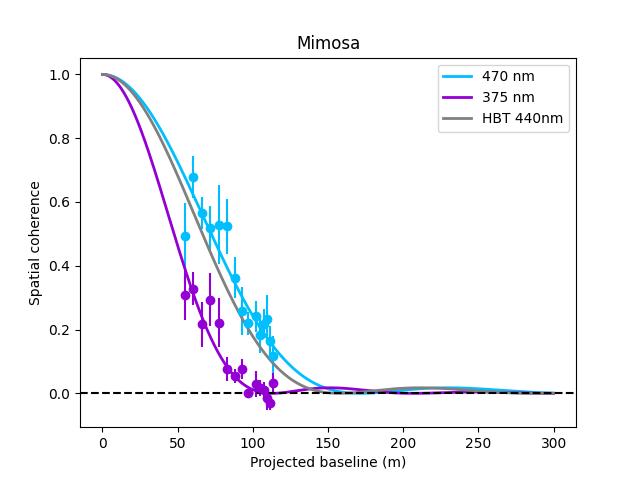 Mimosa
470 nm
375 nm
HBT 440nm
Spatial coherence
1.0
0.8
0.6
0.4
0.2
0.0
0 50 100 150 200 250 300
Projected baseline (m)